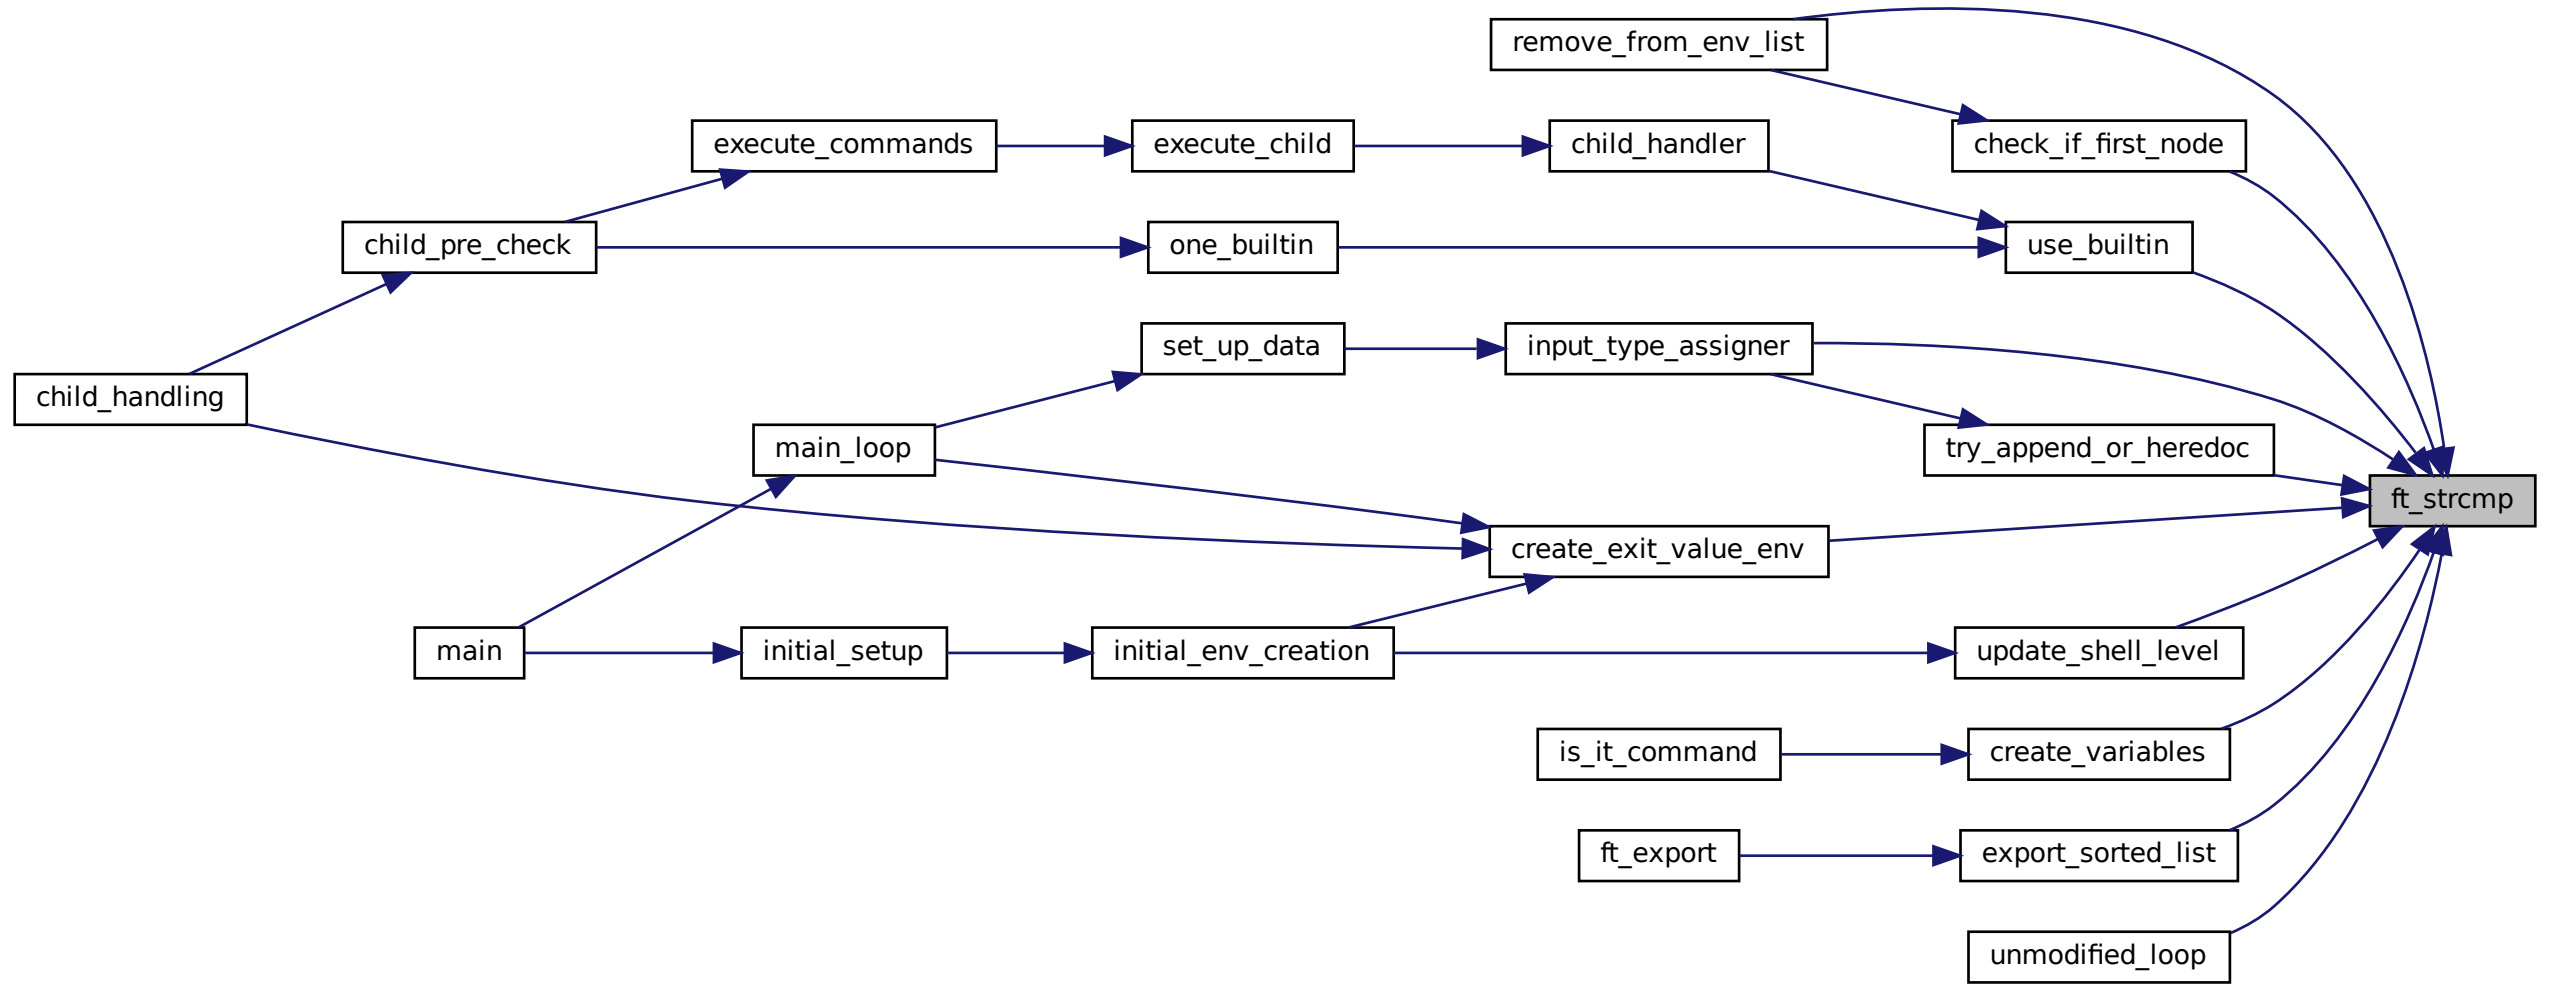 remove_from_env_list
execute_commands
execute_child
child_handler
check_if_first_node
child_pre_check
one_builtin
use_builtin
set_up_data
input_type_assigner
child_handling
main_loop
try_append_or_heredoc
ft_strcmp
create_exit_value_env
main
initial_setup
initial_env_creation
update_shell_level
is_it_command
create_variables
ft_export
export_sorted_list
unmodified_loop